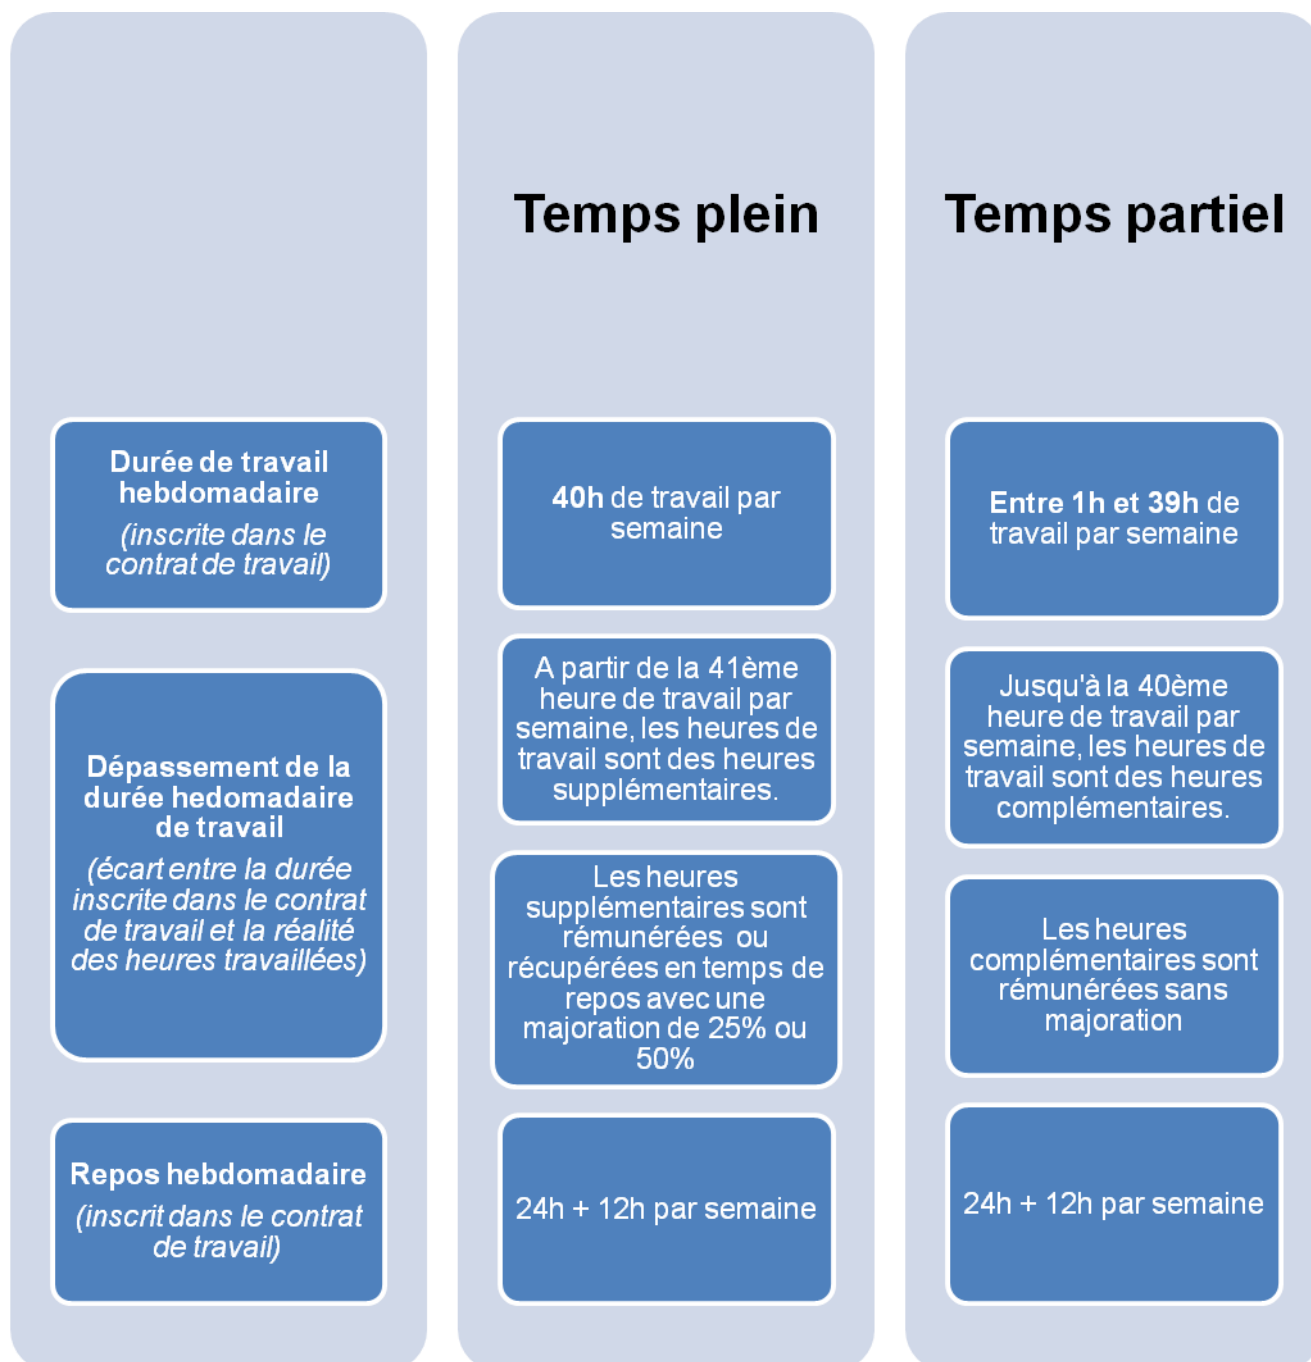 Temps plein
Temps partiel
Durée de travail
hebdomadaire
(inscrite dans le
contrat de travail)
40h de travail par
semaine
Entre 1h et 39h de
travail par semaine
Dépassement de la
durée hedomadaire
de travail
(écart entre la durée
inscrite dans le contrat
de travail et la réalité
des heures travaillées)
A partir de la 41ème
heure de travail par
semaine, les heures de
travail sont des heures
supplémentaires.
Jusqu'à la 40ème
heure de travail par
semaine, les heures de
travail sont des heures
complémentaires.
Les heures
supplémentaires sont
rémunérées ou
récupérées en temps de
repos avec une
majoration de 25% ou
50%
Les heures
complémentaires sont
rémunérées sans
majoration
Repos hebdomadaire
(inscrit dans le contrat
de travail)
24h + 12h par semaine
24h + 12h par semaine